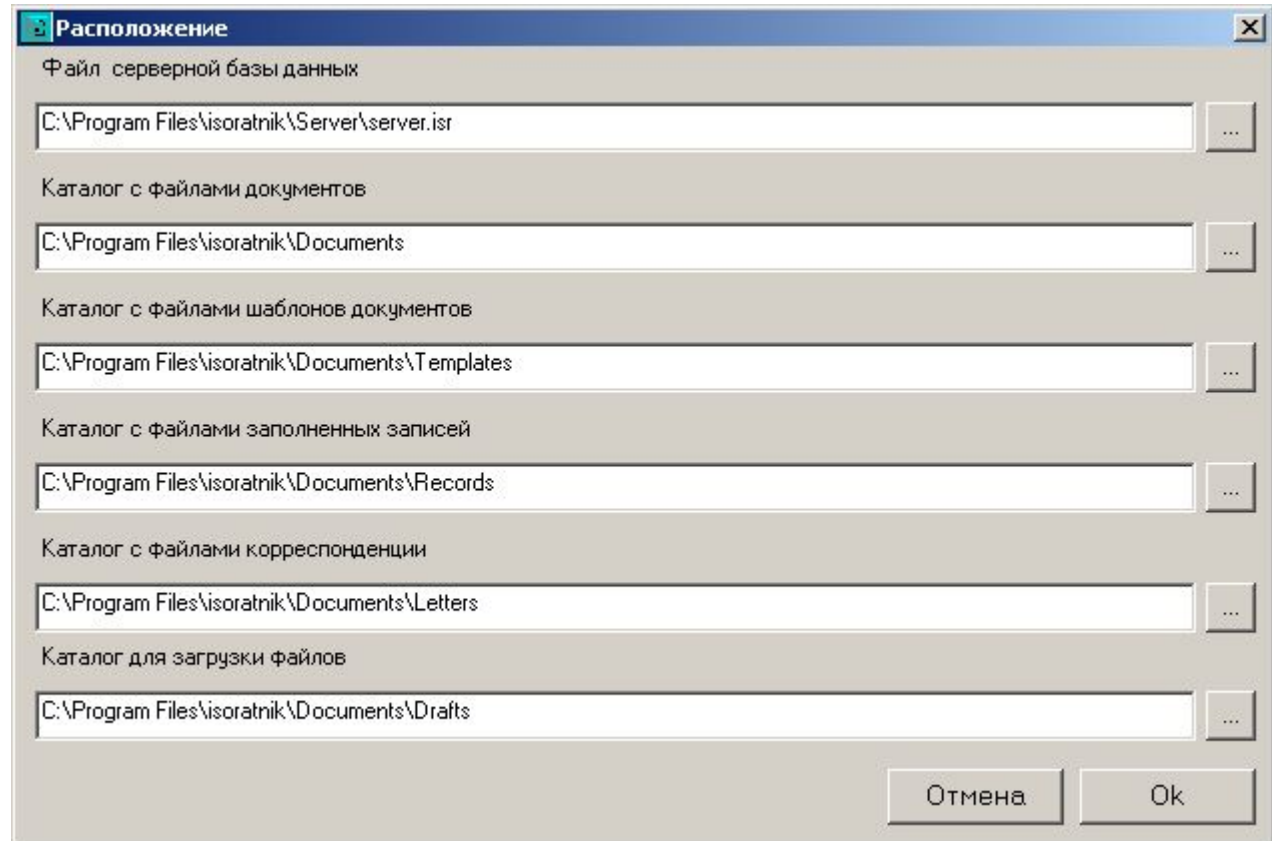 Расположение
Файл серверной базы данных
C:\Program Files\isoratnik\Server\server.isr
...
Каталог с файлами документов
C:\Program Files\isoratnik\Documents
...
Каталог с файлами шаблонов документов
C:\Program Files\isoratnik\Documents\Templates
...
Каталог с файлами заполненных записей
C:\Program Files\isoratnik\Documents\Records
...
Каталог с файлами корреспонденции
C:\Program Files\isoratnik\Documents\Letters
...
Каталог для загрузки файлов
C:\Program Files\isoratnik\Documents\Drafts
...
Отмена Ok